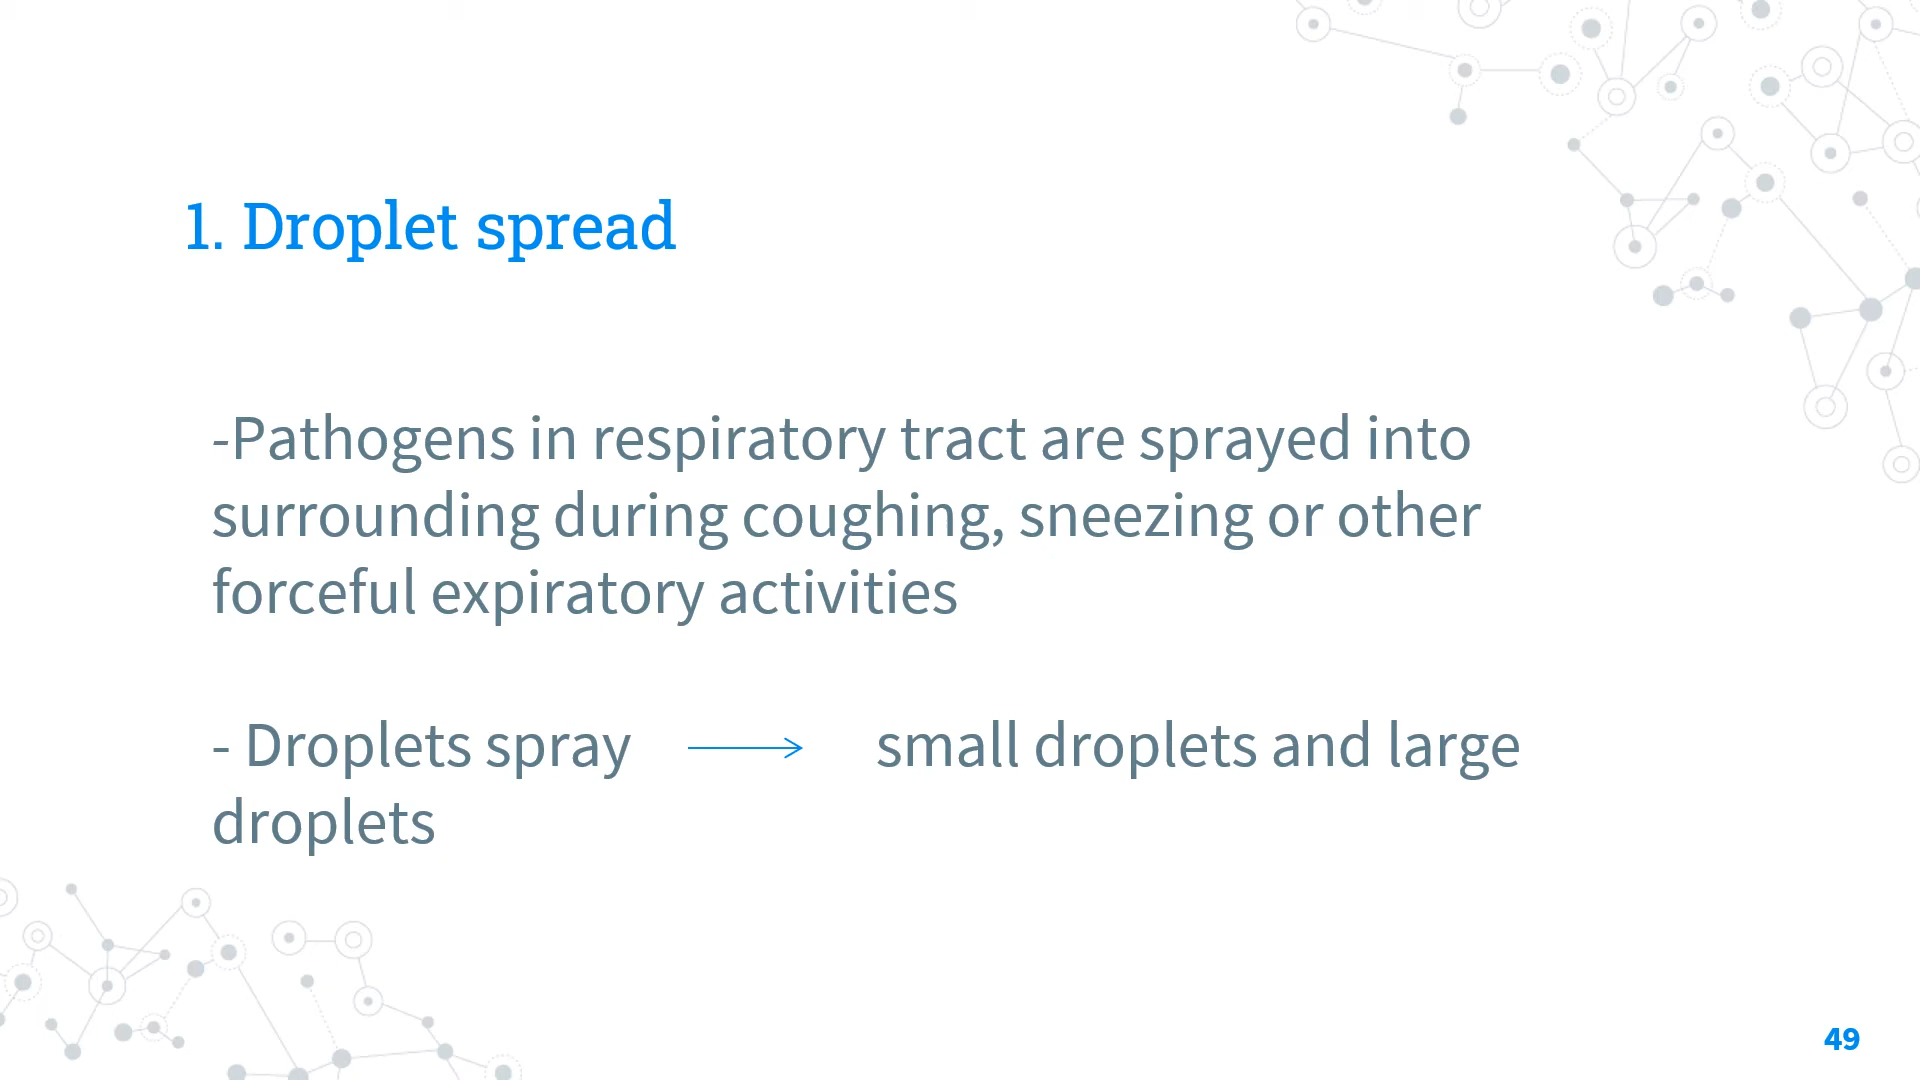 1. Droplet spread
-Pathogens in respiratory tract are sprayed into
surrounding during coughing, sneezing or other
forceful expiratory activities
- Droplets spray → small droplets and large
droplets
49